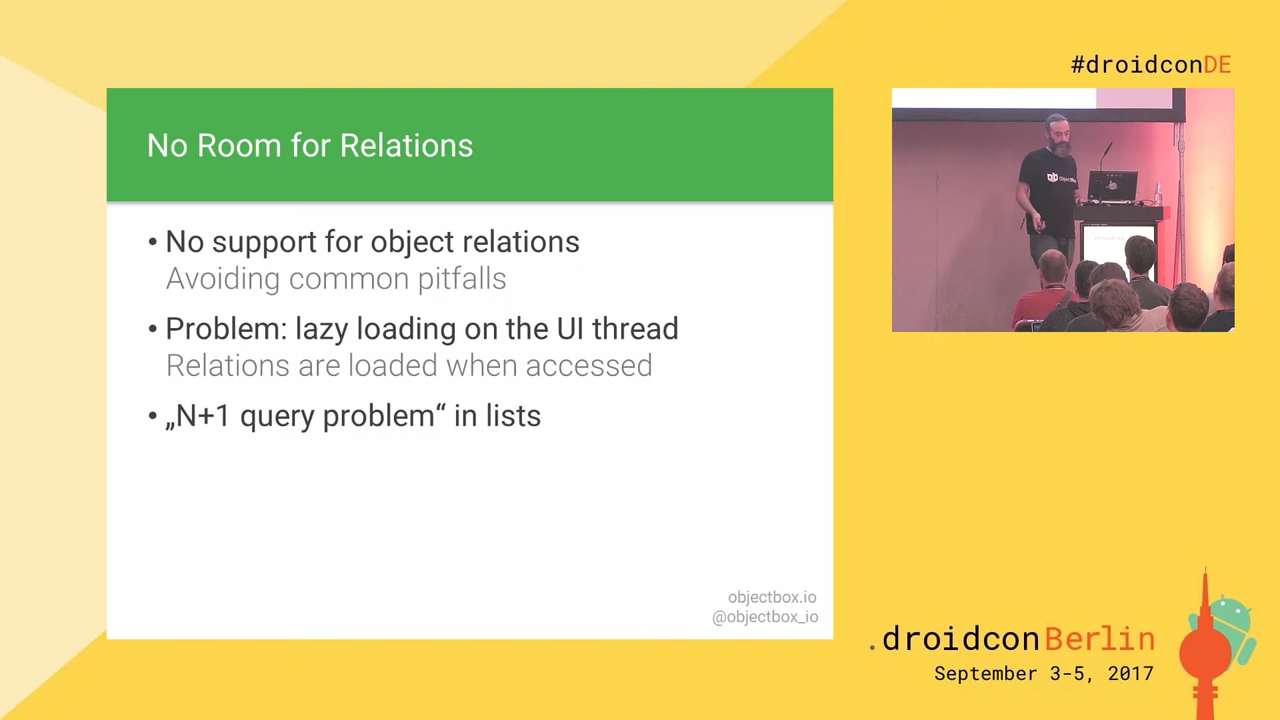 #droidconDE
No Room for Relations
• No support for object relations
Avoiding common pitfalls
• Problem: lazy loading on the UI thread
Relations are loaded when accessed
• „N+1 query problem“ in lists
objectbox.io
@objectbox_io
.droidconBerlin
September 3-5, 2017